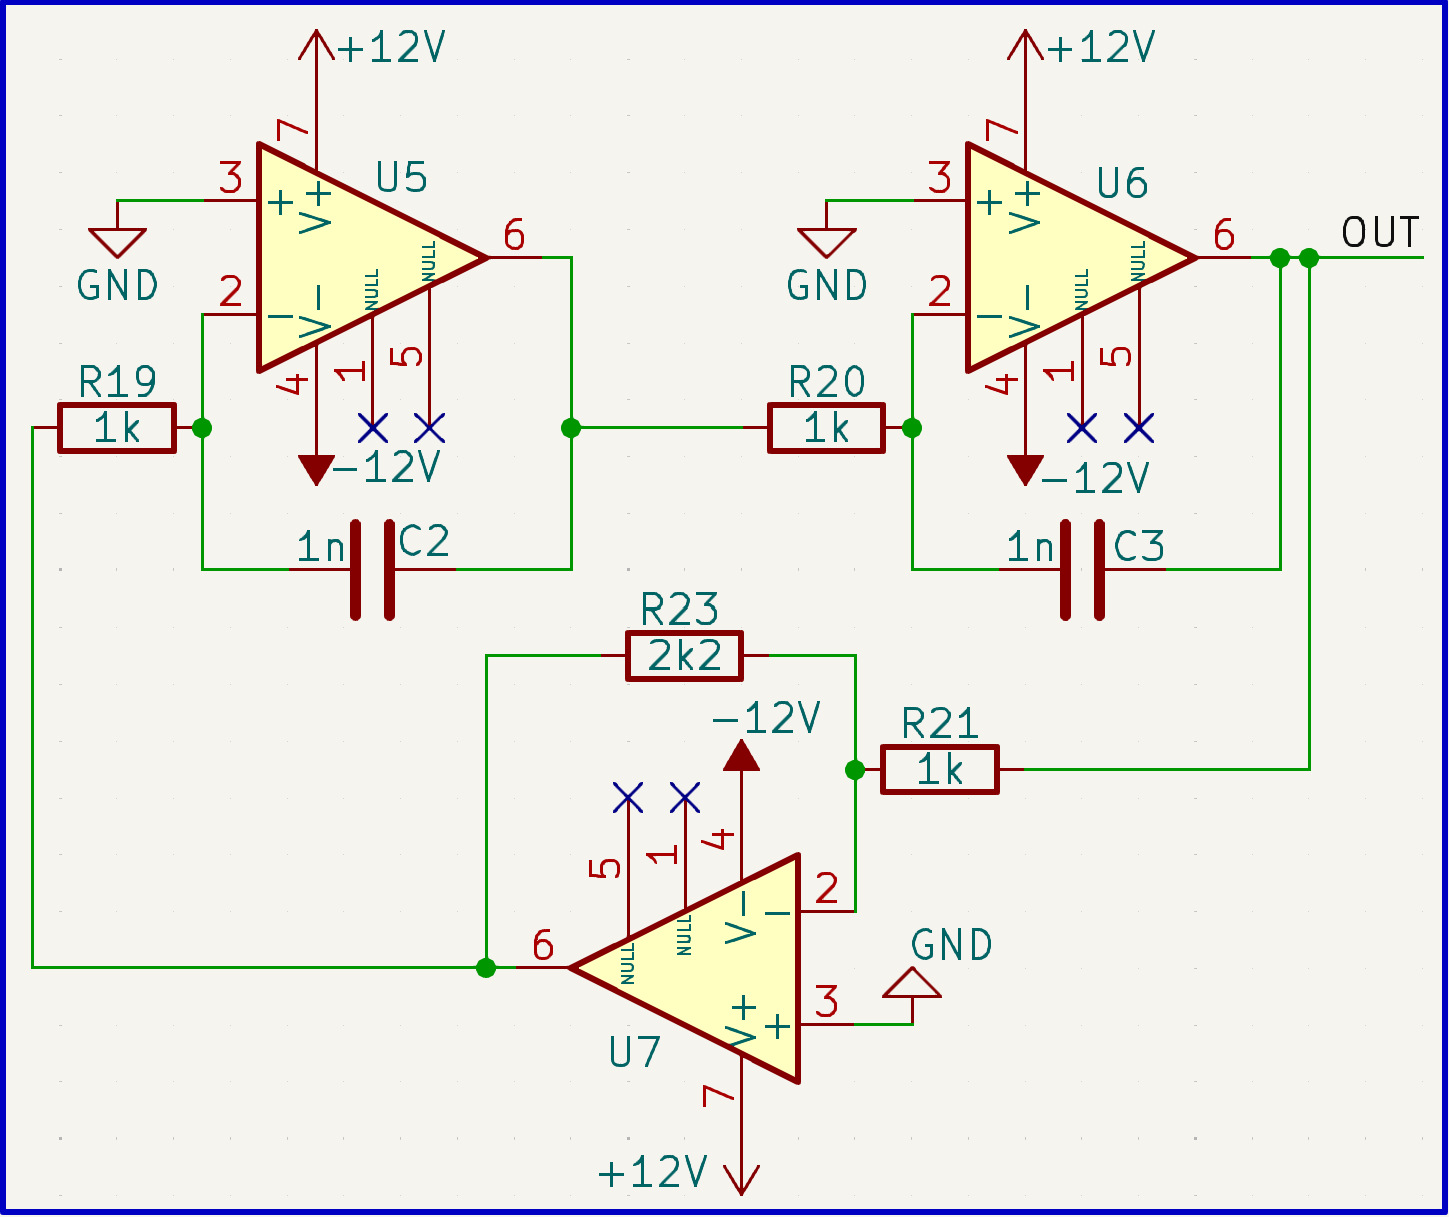 +12V
+12V
7
7
3
U5
3
U6
+
V+
+
V+
6
6
OUT
NULL
NULL
GND
GND
2
NULL
2
NULL
−
V−
−
V−
1
5
1
5
R19
4
R20
4
1k
1k
−12V
−12V
1n
C2
1n
C3
R23
2k2
−12V
R21
1k
4
1
5
2
V−
−
NULL
NULL
6
GND
V+
+
3
U7
7
+12V